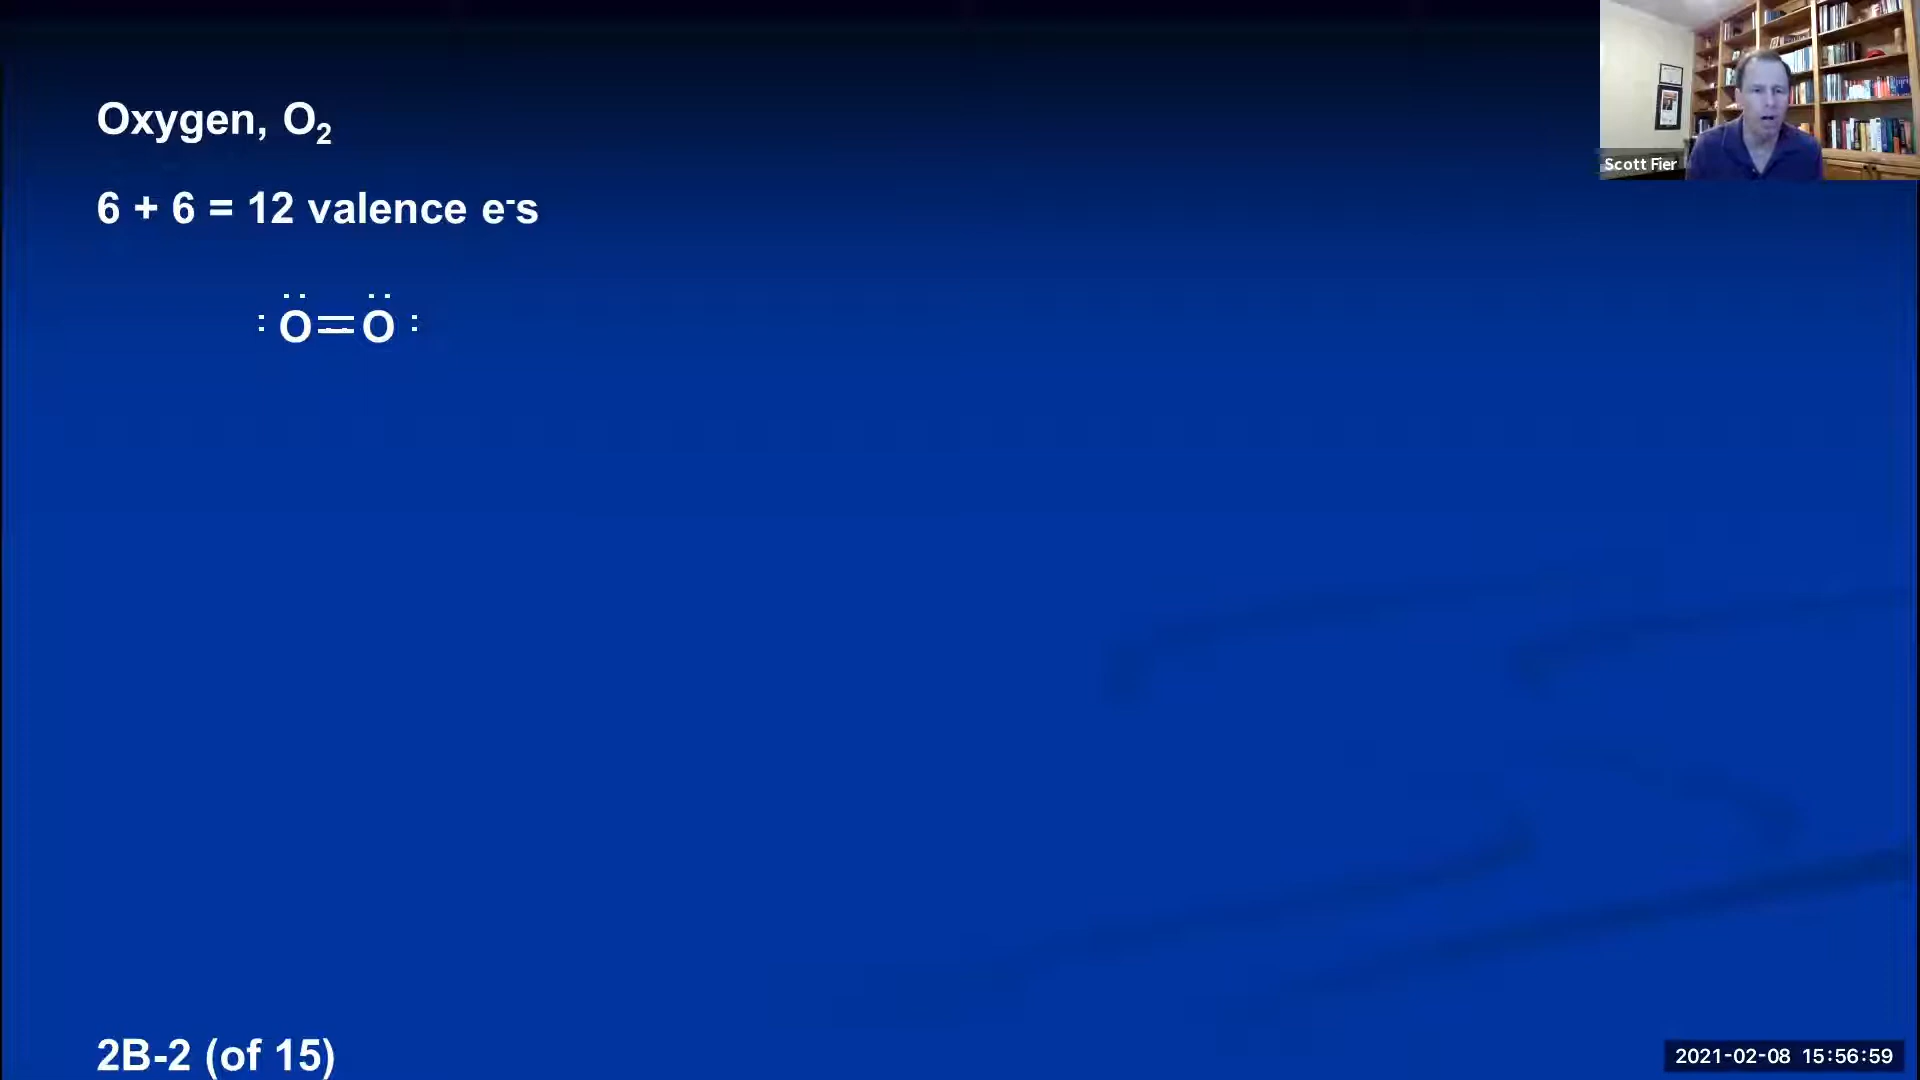 Oxygen, O₂
Scott Fier
6 + 6 = 12 valence e⁻s
:Ö=Ö:
2B-2 (of 15)
2021-02-08 15:56:59